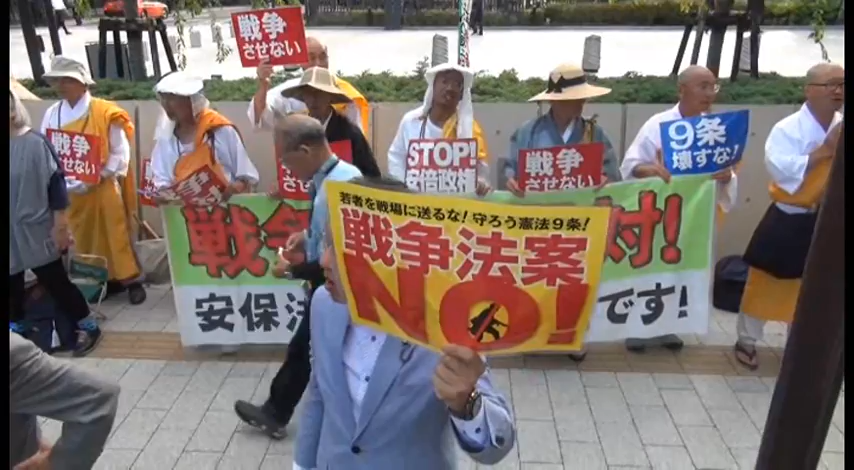 戦争
させない
戦争
させない
STOP!
安倍政権
戦争
させない
9条
壊すな!
若者を戦場に送るな! 守ろう憲法9条!
戦争法案
NO!
戦
対!
安保法
です!